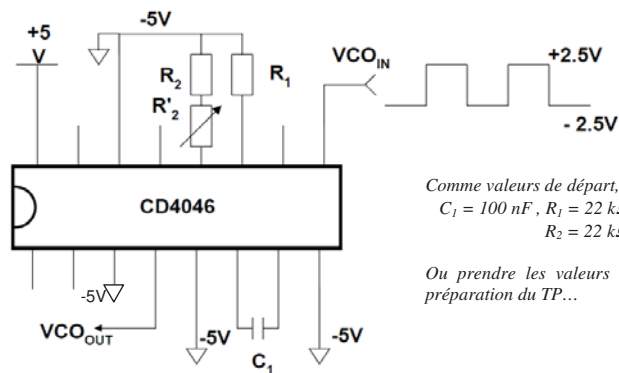 -5V
+5
V
R2
R'2
R1
VCOIN
+2.5V
- 2.5V
CD4046
Comme valeurs de départ,
C1 = 100 nF , R1 = 22 k
R2 = 22 k
Ou prendre les valeurs
préparation du TP…
-5V
VCOOUT
-5V
C1
-5V